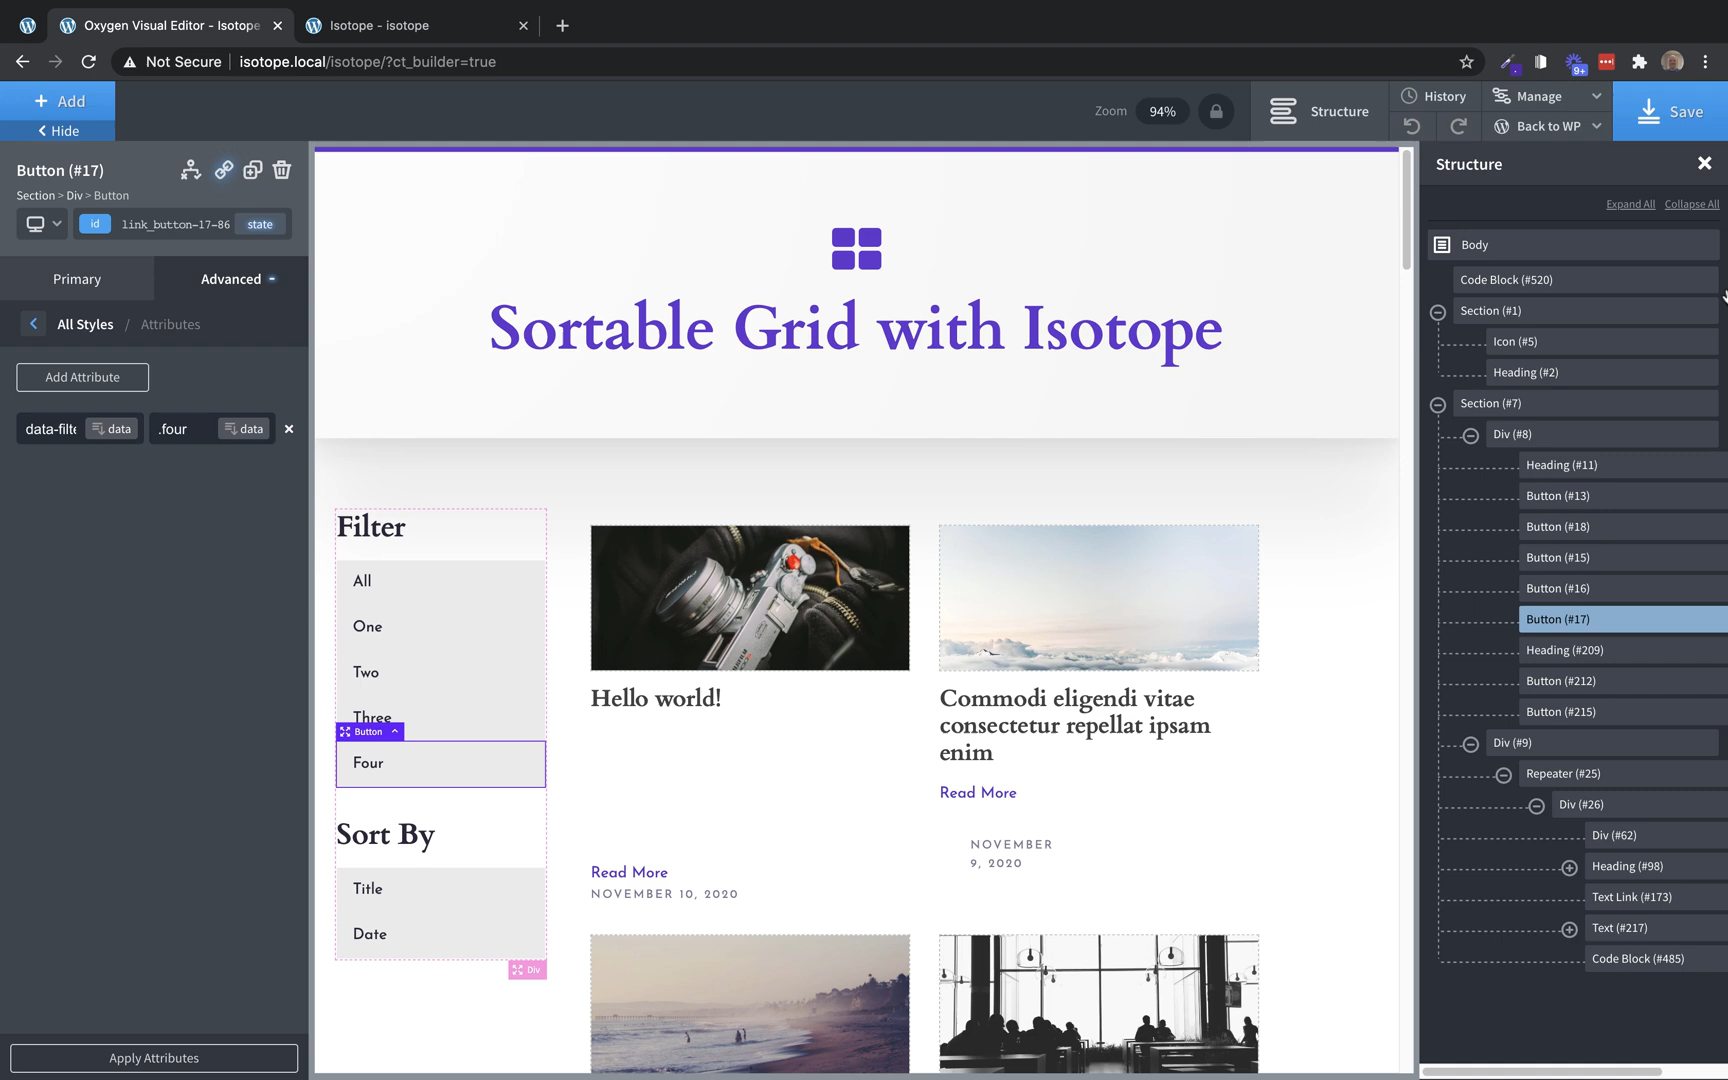 Oxygen Visual Editor - Isotope
Isotope - isotope
Not Secure
isotope.local/isotope/?ct_builder=true
9+
+ Add
Hide
Zoom
94%
Structure
History
Manage
Back to WP
Save
Button (#17)
Section > Div > Button
id
link_button-17-86
state
Primary
Advanced
All Styles / Attributes
Add Attribute
data-filte
data
.four
data
Apply Attributes
Sortable Grid with Isotope
Filter
All
One
Two
Three
Button
Four
Sort By
Title
Date
Div
Hello world!
Read More
NOVEMBER 10, 2020
Commodi eligendi vitae
consectetur repellat ipsam
enim
Read More
NOVEMBER
9, 2020
Structure
Expand All
Collapse All
Body
Code Block (#520)
Section (#1)
Icon (#5)
Heading (#2)
Section (#7)
Div (#8)
Heading (#11)
Button (#13)
Button (#18)
Button (#15)
Button (#16)
Button (#17)
Heading (#209)
Button (#212)
Button (#215)
Div (#9)
Repeater (#25)
Div (#26)
Div (#62)
Heading (#98)
Text Link (#173)
Text (#217)
Code Block (#485)